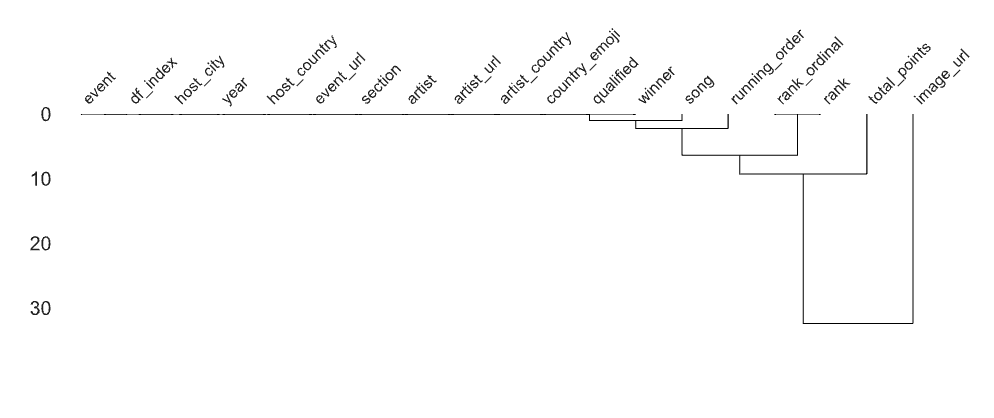 event
df_index
host_city
year
host_country
event_url
section
artist
artist_url
artist_country
country_emoji
qualified
winner
song
running_order
rank_ordinal
rank
total_points
image_url
0
10
20
30